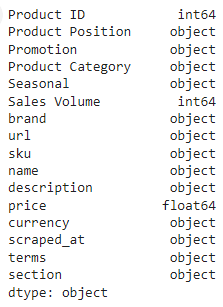 Product ID int64
Product Position object
Promotion object
Product Category object
Seasonal object
Sales Volume int64
brand object
url object
sku object
name object
description object
price float64
currency object
scraped_at object
terms object
section object
dtype: object